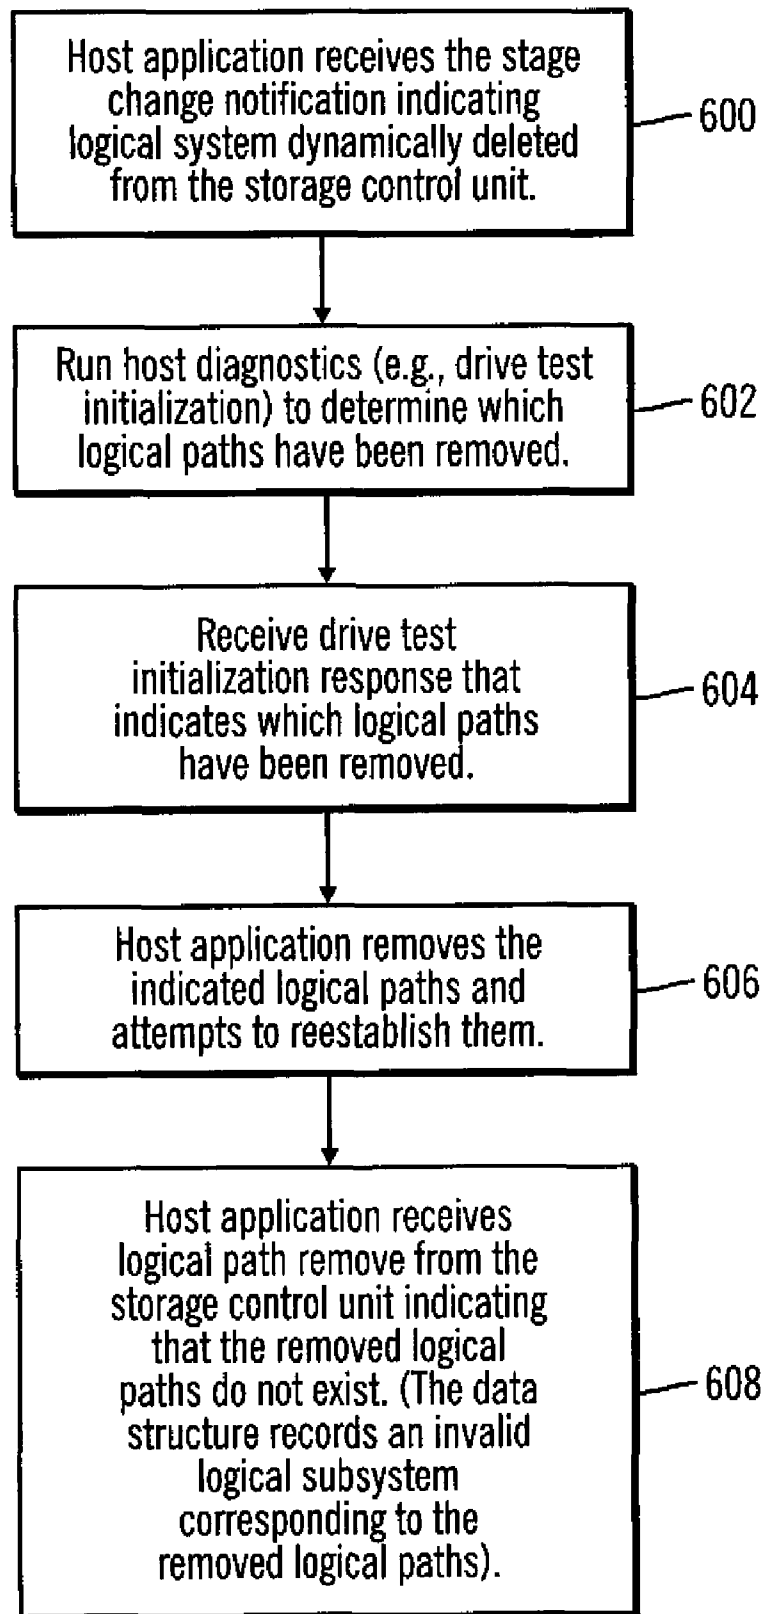 Host application receives the stage
change notification indicating
logical system dynamically deleted
from the storage control unit.
600
Run host diagnostics (e.g., drive test
initialization) to determine which
logical paths have been removed.
602
Receive drive test
initialization response that
indicates which logical paths
have been removed.
604
Host application removes the
indicated logical paths and
attempts to reestablish them.
606
Host application receives
logical path remove from the
storage control unit indicating
that the removed logical
paths do not exist. (The data
structure records an invalid
logical subsystem
corresponding to the
removed logical paths).
608